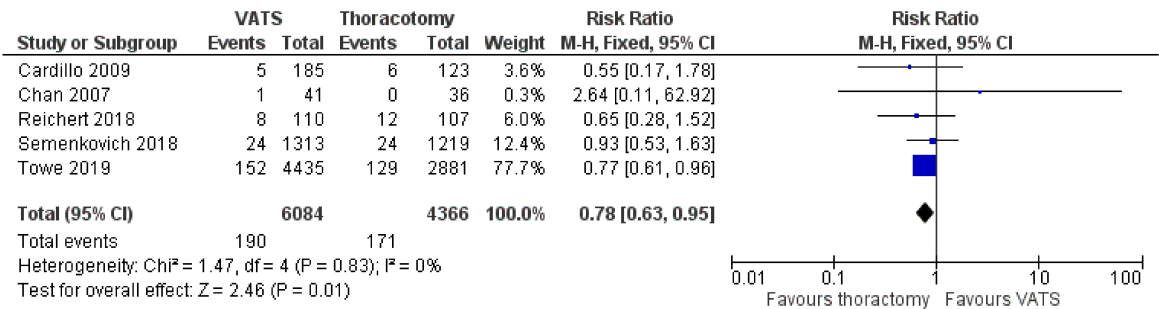 VATS Thoracotomy Risk Ratio Risk Ratio
Study or Subgroup Events Total Events Total Weight M-H, Fixed, 95% CI M-H, Fixed, 95% CI
Cardillo 2009 5 185 6 123 3.6% 0.55 [0.17, 1.78]
Chan 2007 1 41 0 36 0.3% 2.64 [0.11, 62.92]
Reichert 2018 8 110 12 107 6.0% 0.65 [0.28, 1.52]
Semenkovich 2018 24 1313 24 1219 12.4% 0.93 [0.53, 1.63]
Towe 2019 152 4435 129 2881 77.7% 0.77 [0.61, 0.96]
Total (95% CI) 6084 4366 100.0% 0.78 [0.63, 0.95]
Total events 190 171
Heterogeneity: Chi² = 1.47, df = 4 (P = 0.83); I² = 0%
Test for overall effect: Z = 2.46 (P = 0.01)
0.01 0.1 1 10 100
Favours thoractomy Favours VATS